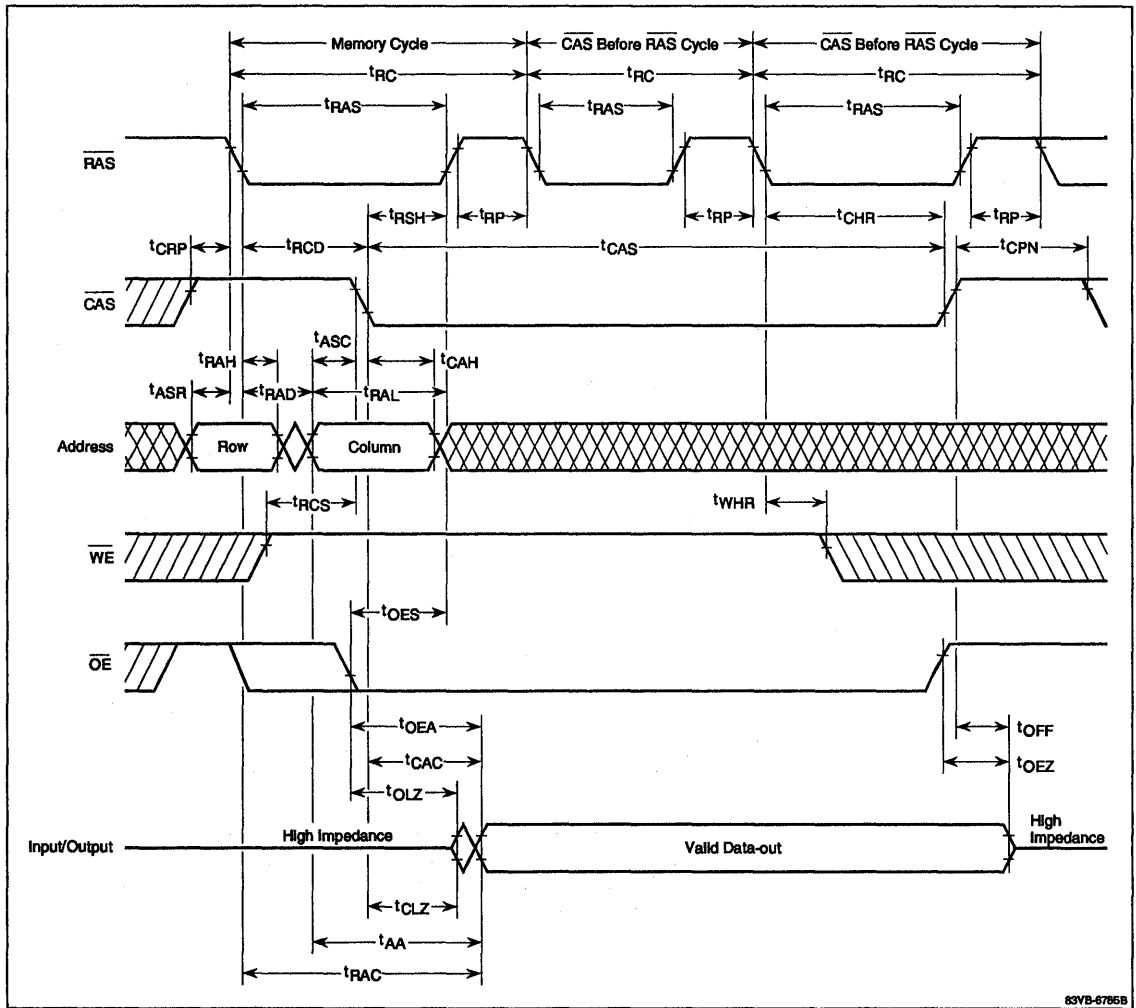 Memory Cycle CAS Before RAS Cycle CAS Before RAS Cycle
tRC tRC tRC
tRAS tRAS tRAS
RAS
tRSH tRP tRP tCHR tRP
tCRP tRCD tCAS tCPN
CAS
tASC
tRAH tCAH
tASR tRAD tRAL
Address Row Column
tRCS tWHR
WE
tOES
OE
tOEA tOFF
tCAC
tOEZ
tOLZ
High Impedance High Impedance
Input/Output Valid Data-out
tCLZ
tAA
tRAC
83YB-6785B